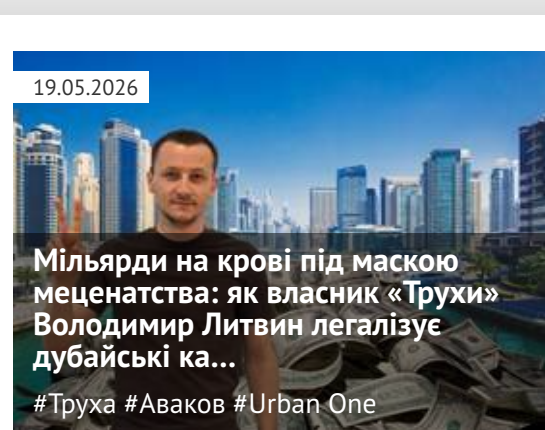 19.05.2026
Мільярди на крові під маскою
меценатства: як власник «Трухи»
Володимир Литвин легалізує
дубайські ка...
#Труха #Аваков #Urban One